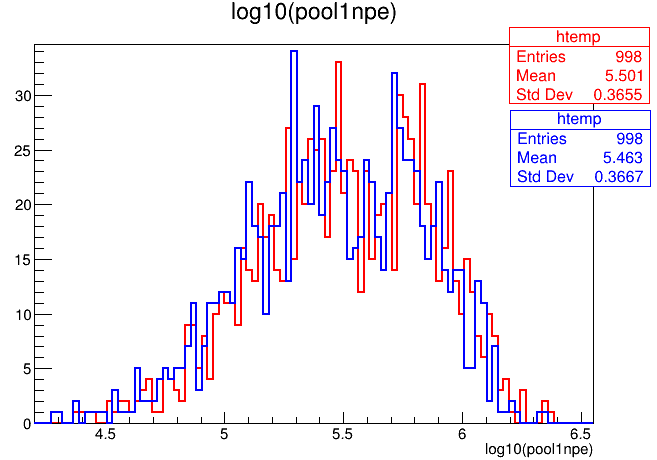 log10(pool1npe)
htemp
Entries 998
Mean 5.501
Std Dev 0.3655
htemp
Entries 998
Mean 5.463
Std Dev 0.3667
30
25
20
15
10
5
0
4.5 5 5.5 6 6.5
log10(pool1npe)